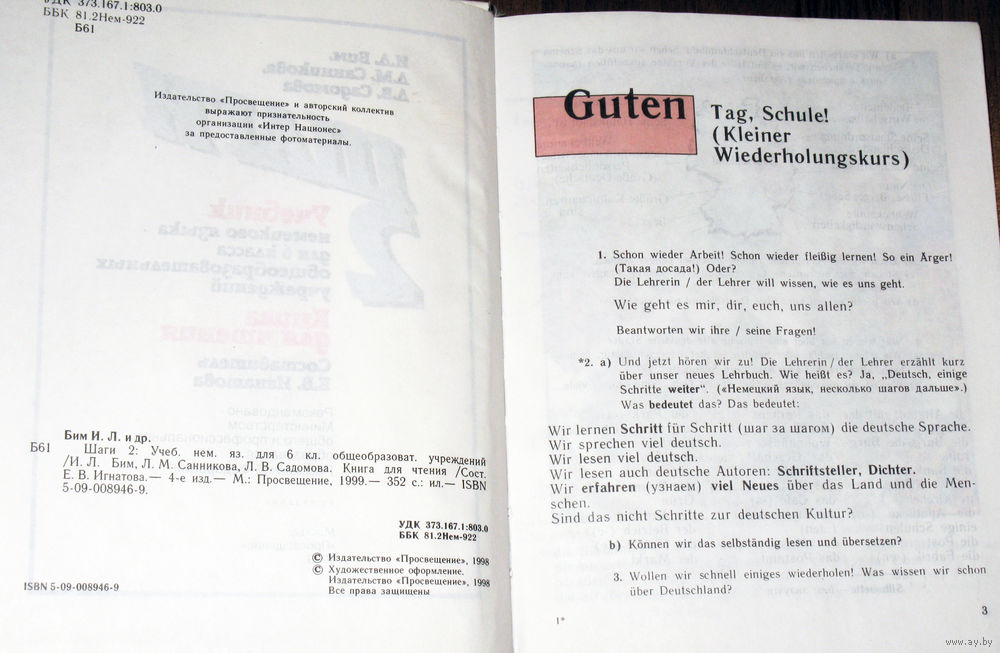 УДК 373.167.1:803.0
ББК 81.2Нем-922
Б61
Издательство «Просвещение» и авторский коллектив
выражают признательность
организации «Интер Национес»
за предоставленные фотоматериалы.
Бим И. Л. и др.
Б61 Шаги 2: Учеб. нем. яз. для 6 кл. общеобразоват. учреждений
/И. Л. Бим, Л. М. Санникова, Л. В. Садомова. Книга для чтения /Сост.
Е. В. Игнатова.— 4-е изд.— М.: Просвещение, 1999.— 352 с.: ил.— ISBN
5-09-008946-9.
УДК 373.167.1:803.0
ББК 81.2Нем-922
© Издательство «Просвещение», 1998
© Художественное оформление.
Издательство «Просвещение», 1998
Все права защищены
ISBN 5-09-008946-9
Guten Tag, Schule!
(Kleiner
Wiederholungskurs)
1. Schon wieder Arbeit! Schon wieder fleißig lernen! So ein Ärger!
(Такая досада!) Oder?
Die Lehrerin / der Lehrer will wissen, wie es uns geht.
Wie geht es mir, dir, euch, uns allen?
Beantworten wir ihre / seine Fragen!
*2. a) Und jetzt hören wir zu! Die Lehrerin / der Lehrer erzählt kurz
über unser neues Lehrbuch. Wie heißt es? Ja, „Deutsch, einige
Schritte weiter“. («Немецкий язык, несколько шагов дальше».)
Was bedeutet das? Das bedeutet:
Wir lernen Schritt für Schritt (шаг за шагом) die deutsche Sprache.
Wir sprechen viel deutsch.
Wir lesen viel deutsch.
Wir lesen auch deutsche Autoren: Schriftsteller, Dichter.
Wir erfahren (узнаем) viel Neues über das Land und die Men-
schen.
Sind das nicht Schritte zur deutschen Kultur?
b) Können wir das selbständig lesen und übersetzen?
3. Wollen wir schnell einiges wiederholen! Was wissen wir schon
über Deutschland?
1*
3
www.ay.by